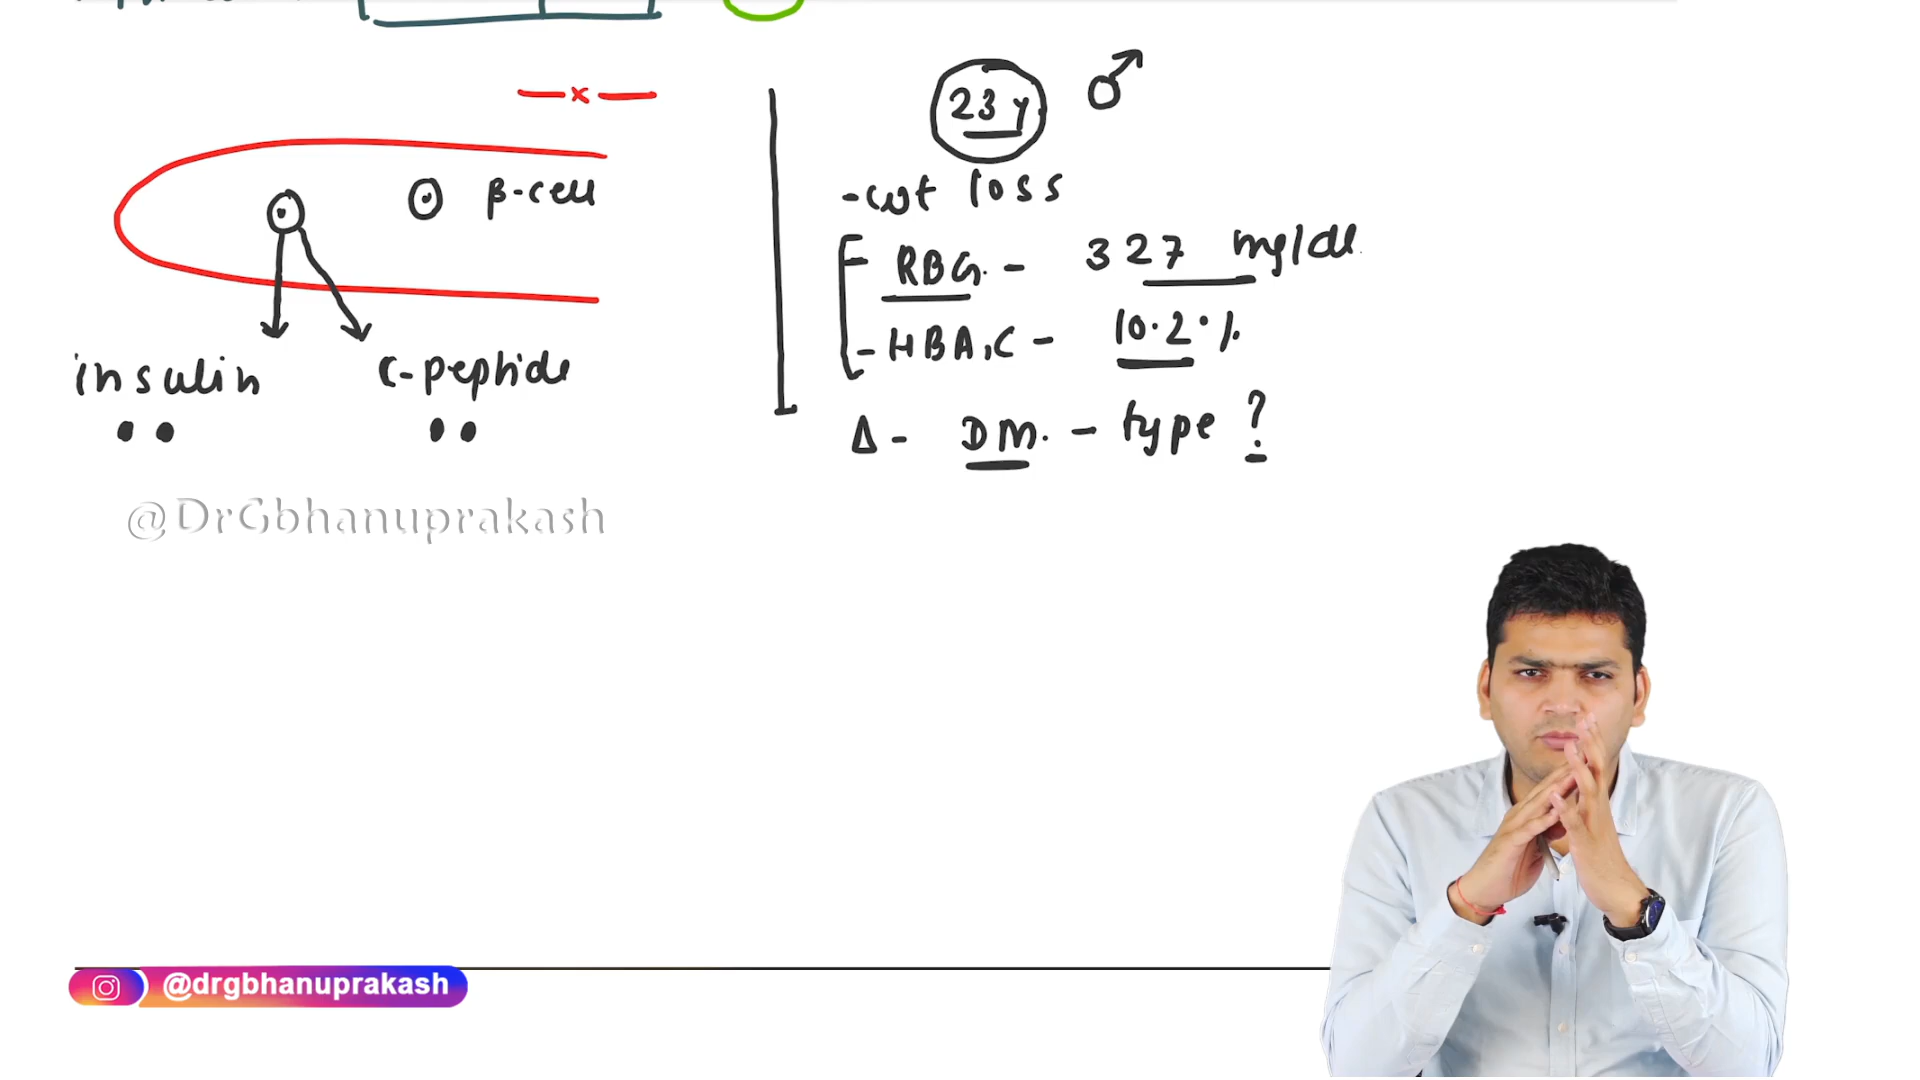 x
β-cell
insulin
C-peptide
@DrGbhanuprakash
23 y ♂
- wt loss
RBG. - 327 mg/dl.
- HBA1C - 10.2%
Δ - DM. - type ?
@drgbhanuprakash